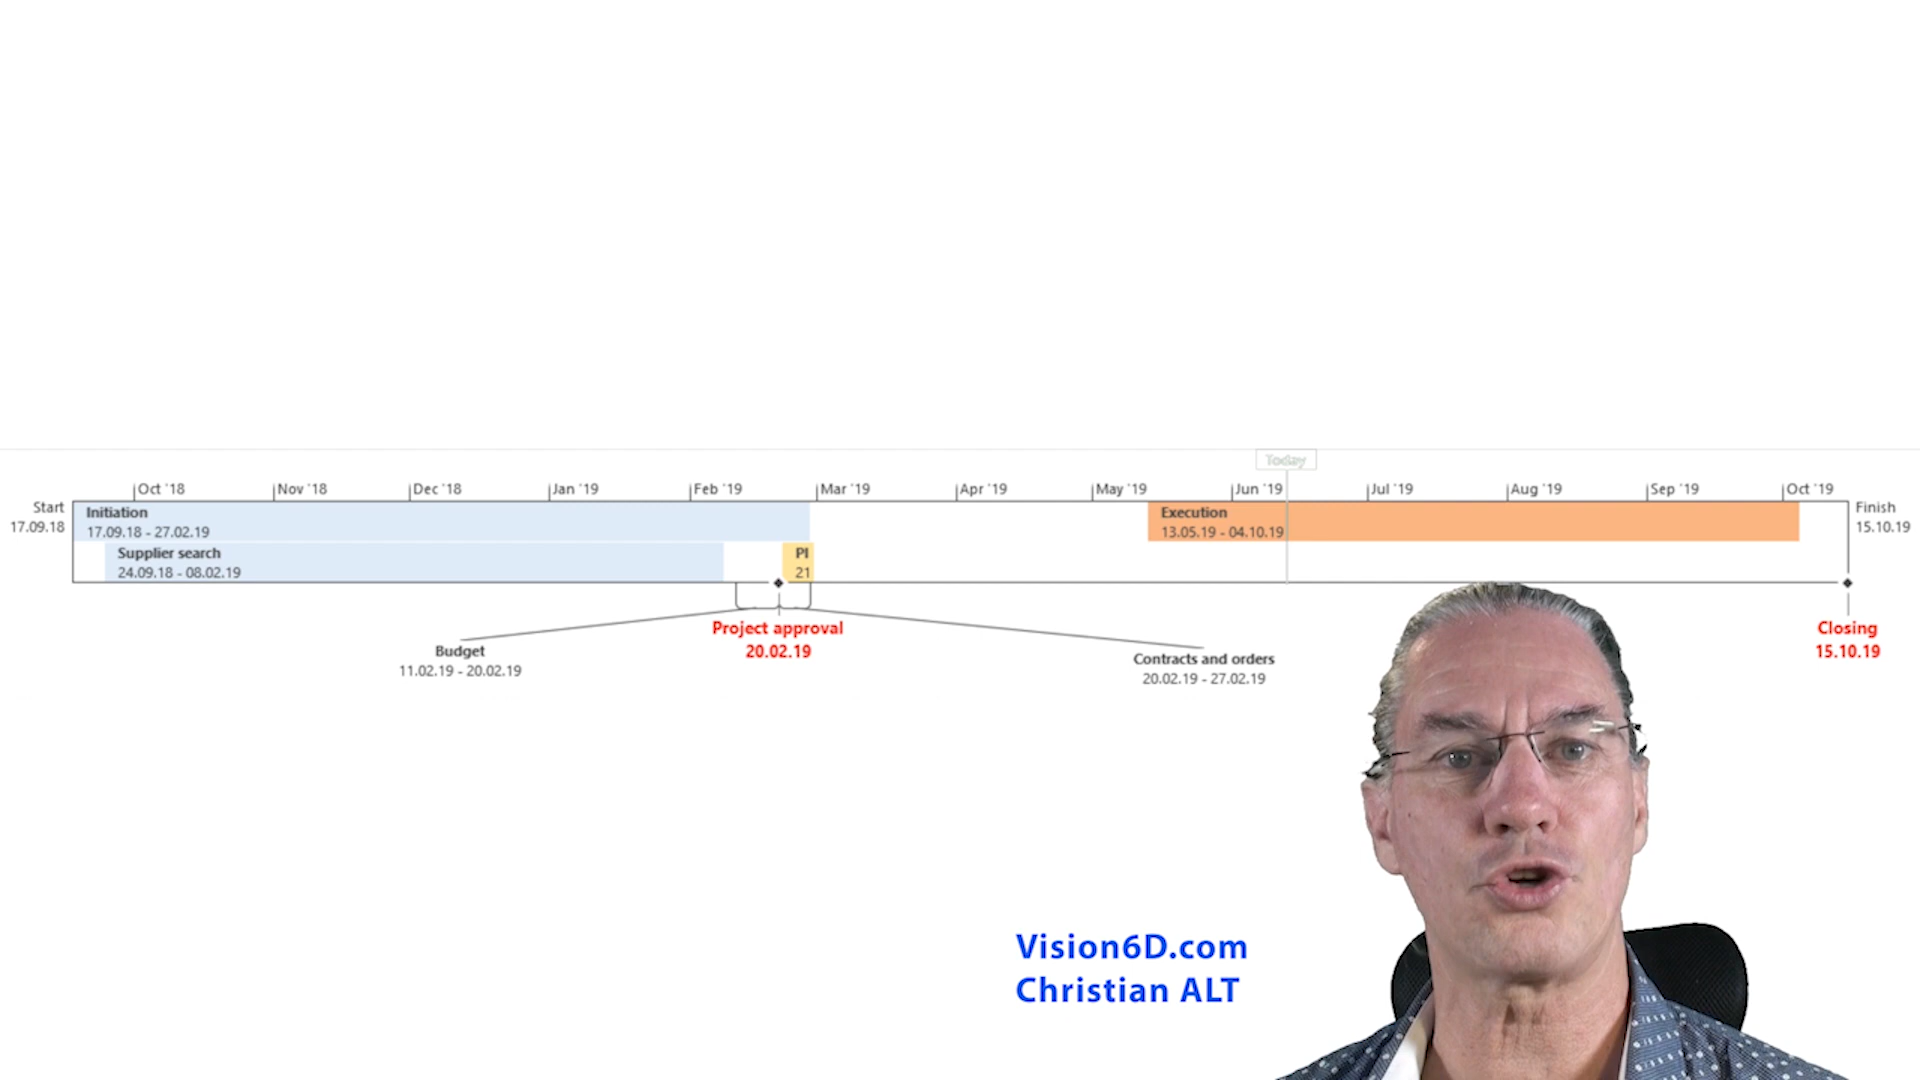 Today
Oct '18
Nov '18
Dec '18
Jan '19
Feb '19
Mar '19
Apr '19
May '19
Jun '19
Jul '19
Aug '19
Sep '19
Oct '19
Start
17.09.18
Initiation
17.09.18 - 27.02.19
Execution
13.05.19 - 04.10.19
Finish
15.10.19
Supplier search
24.09.18 - 08.02.19
Pl
21
Project approval
20.02.19
Closing
15.10.19
Budget
11.02.19 - 20.02.19
Contracts and orders
20.02.19 - 27.02.19
Vision6D.com
Christian ALT